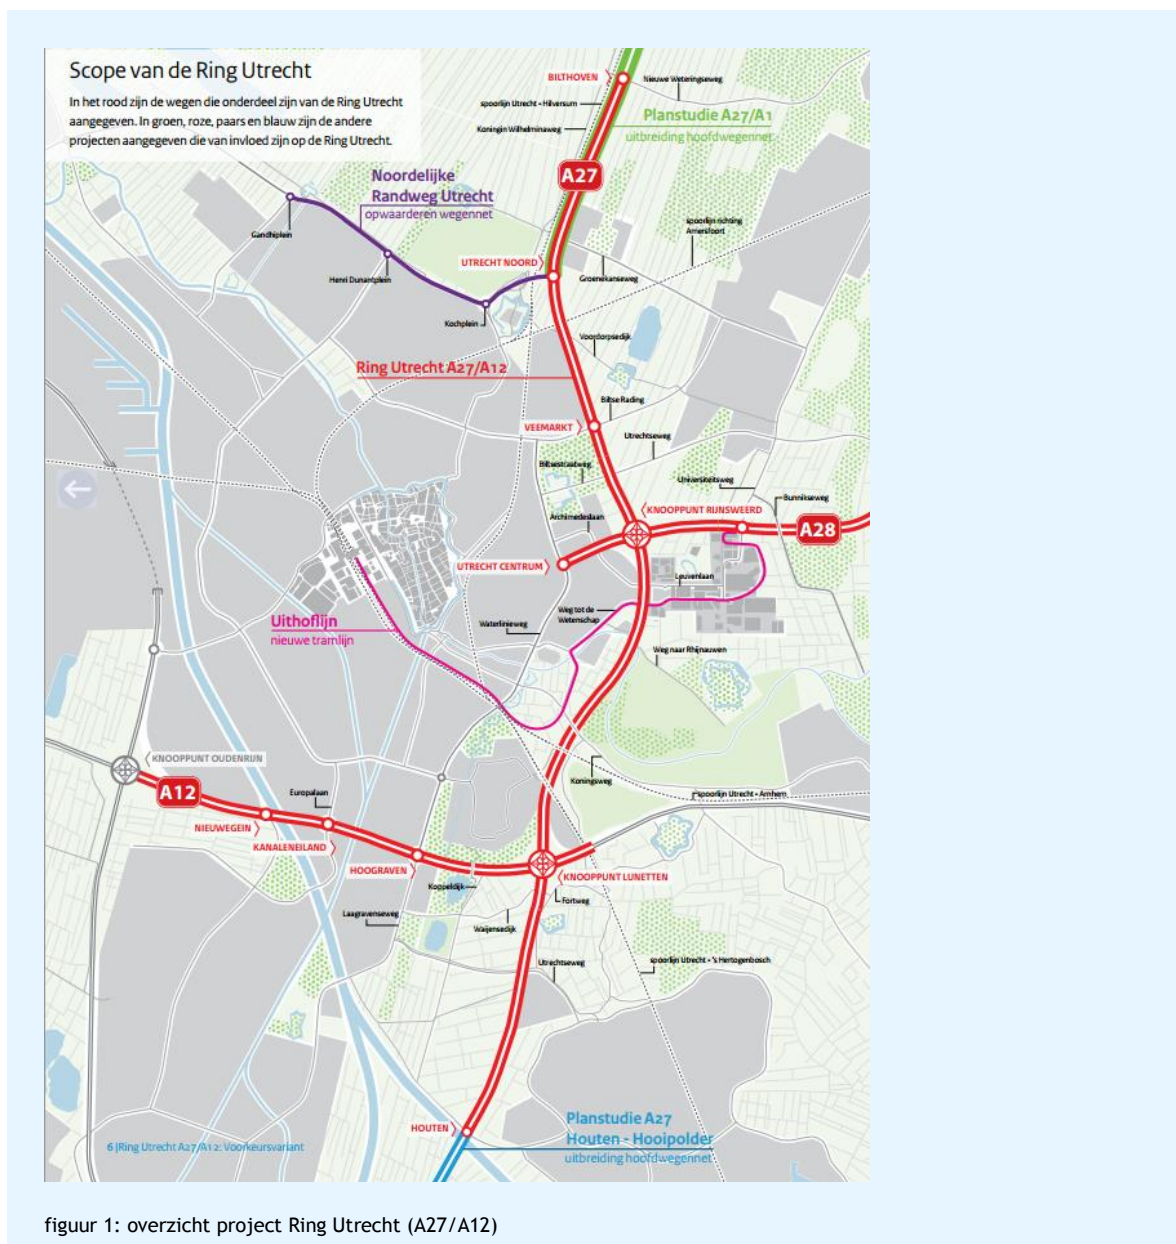 Scope van de Ring Utrecht
In het rood zijn de wegen die onderdeel zijn van de Ring Utrecht
aangegeven. In groen, roze, paars en blauw zijn de andere
projecten aangegeven die van invloed zijn op de Ring Utrecht.
BILTHOVEN
Nieuwe Weteringseweg
spoorlijn Utrecht - Hilversum
Planstudie A27/A1
uitbreiding hoofdwegennet
Koningin Wilhelminaweg
A27
Noordelijke
Randweg Utrecht
opwaarderen wegennet
spoorlijn richting
Amersfoort
Gandhiplein
UTRECHT NOORD
Henri Dunantplein
Groenekanseweg
Kochplein
Voordorpsedijk
Ring Utrecht A27/A12
Biltse Rading
VEEMARKT
Utrechtseweg
Biltsestraatweg
Universiteitsweg
Bunnikseweg
KNOOPPUNT RIJNSWEERD
Archimedeslaan
A28
UTRECHT CENTRUM
Leuvenlaan
Weg tot de
Wetenschap
Uithoflijn
nieuwe tramlijn
Waterlinieweg
Weg naar Rhijnauwen
KNOOPPUNT OUDENRIJN
Koningsweg
A12
Europalaan
spoorlijn Utrecht - Arnhem
NIEUWEGEIN
KANALENEILAND
HOOGRAVEN
KNOOPPUNT LUNETTEN
Koppeldijk
Fortweg
Laagravenseweg
Waijensedijk
Utrechtseweg
spoorlijn Utrecht - 's Hertogenbosch
HOUTEN
Planstudie A27
Houten - Hooipolder
uitbreiding hoofdwegennet
6 |Ring Utrecht A27/A12: Voorkeursvariant
figuur 1: overzicht project Ring Utrecht (A27/A12)